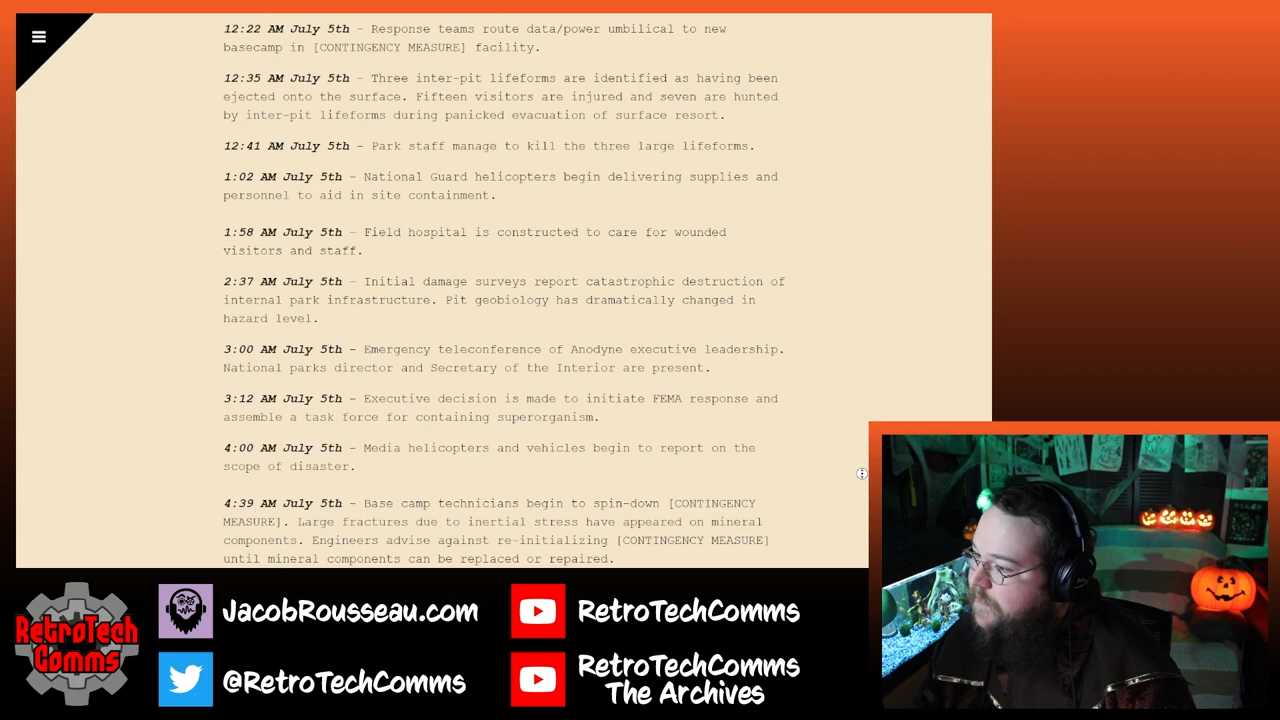 12:22 AM July 5th - Response teams route data/power umbilical to new
basecamp in [CONTINGENCY MEASURE] facility.
12:35 AM July 5th - Three inter-pit lifeforms are identified as having been
ejected onto the surface. Fifteen visitors are injured and seven are hunted
by inter-pit lifeforms during panicked evacuation of surface resort.
12:41 AM July 5th - Park staff manage to kill the three large lifeforms.
1:02 AM July 5th - National Guard helicopters begin delivering supplies and
personnel to aid in site containment.
1:58 AM July 5th - Field hospital is constructed to care for wounded
visitors and staff.
2:37 AM July 5th - Initial damage surveys report catastrophic destruction of
internal park infrastructure. Pit geobiology has dramatically changed in
hazard level.
3:00 AM July 5th - Emergency teleconference of Anodyne executive leadership.
National parks director and Secretary of the Interior are present.
3:12 AM July 5th - Executive decision is made to initiate FEMA response and
assemble a task force for containing superorganism.
4:00 AM July 5th - Media helicopters and vehicles begin to report on the
scope of disaster.
4:39 AM July 5th - Base camp technicians begin to spin-down [CONTINGENCY
MEASURE]. Large fractures due to inertial stress have appeared on mineral
components. Engineers advise against re-initializing [CONTINGENCY MEASURE]
until mineral components can be replaced or repaired.
RetroTech
Comms
JacobRousseau.com
RetroTechComms
@RetroTechComms
RetroTechComms
The Archives